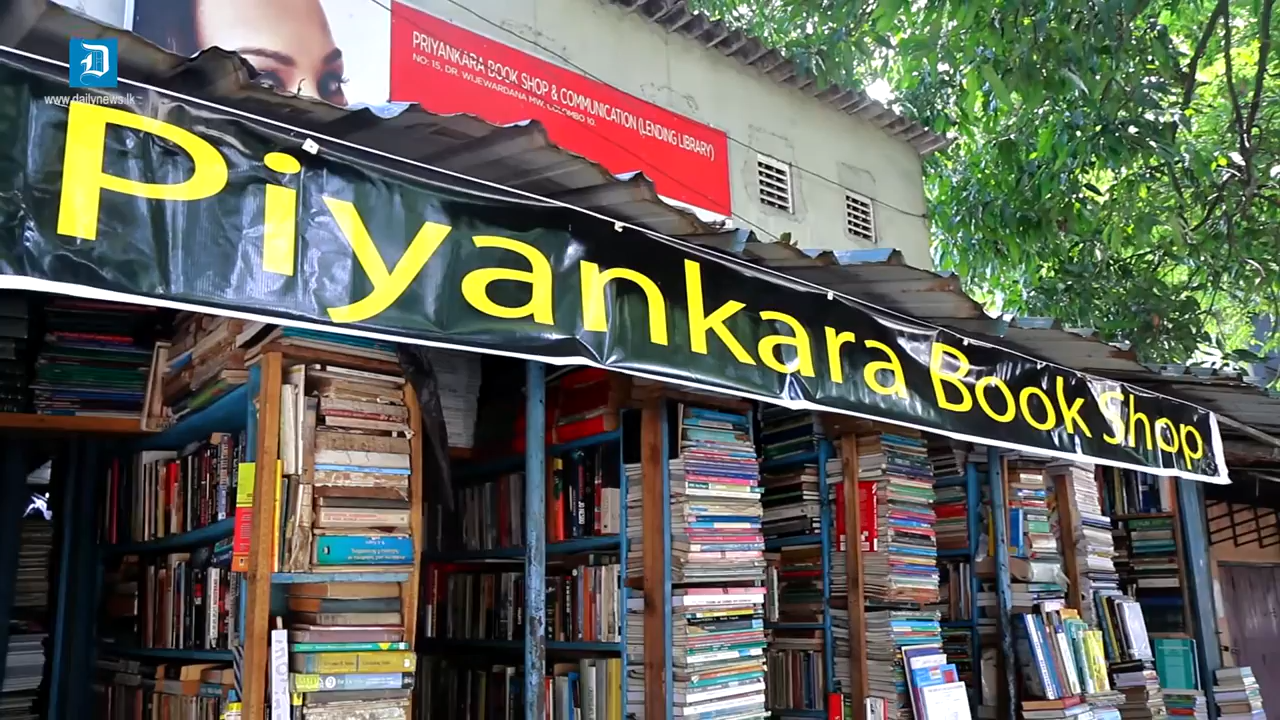 D
www.dailynews.lk
PRIYANKARA BOOK SHOP & COMMUNICATION (LENDING LIBRARY)
NO: 15, DR. WIJEWARDANA MW, COLOMBO 10.
Piyankara Book Shop